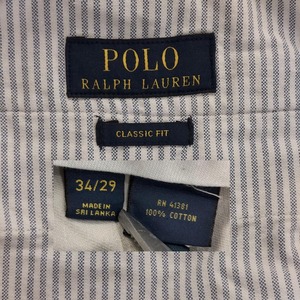 POLO
RALPH LAUREN
CLASSIC FIT
34/29
MADE IN
SRI LANKA
RN 41381
100% COTTON